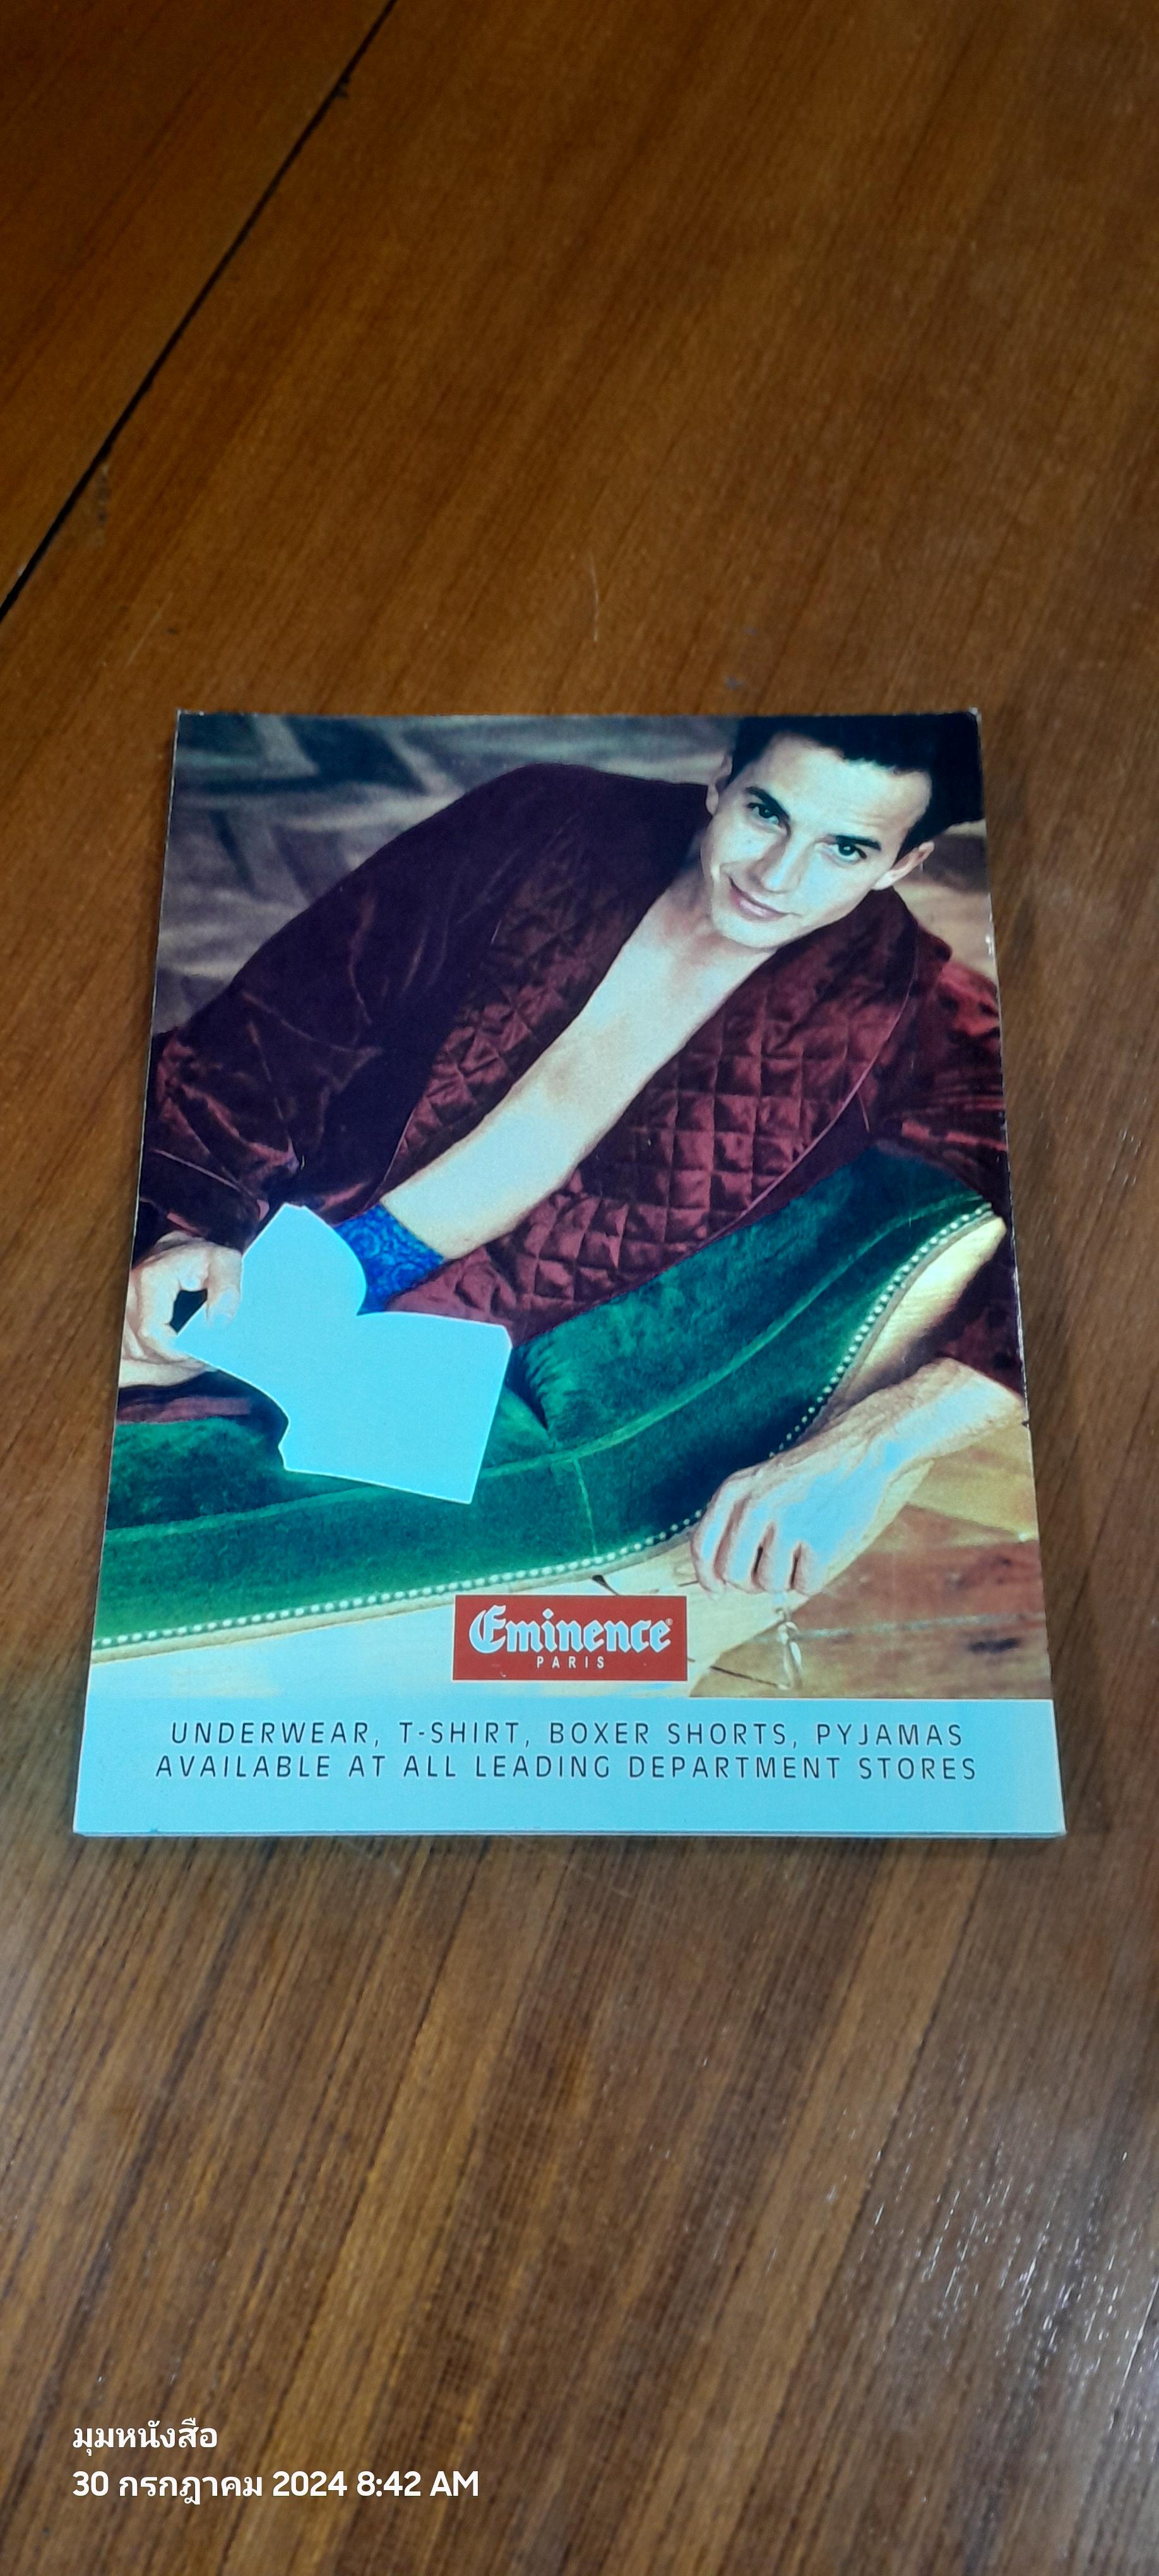 Eminence®
PARIS
UNDERWEAR, T-SHIRT, BOXER SHORTS, PYJAMAS
AVAILABLE AT ALL LEADING DEPARTMENT STORES
มุมหนังสือ
30 กรกฎาคม 2024 8:42 AM